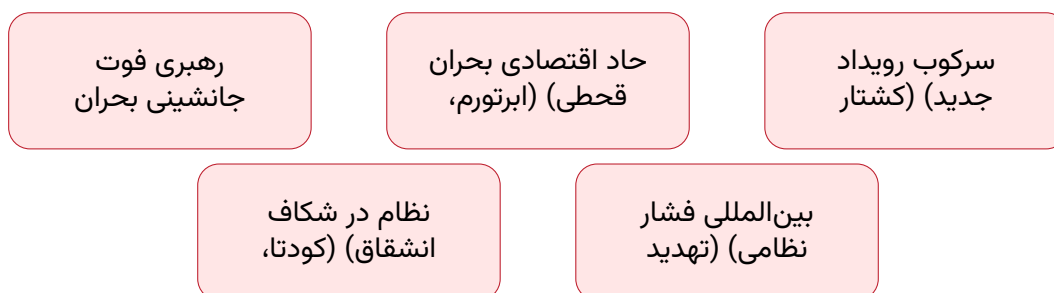 سرکوب رویداد
جدید) (کشتار
حاد اقتصادی بحران
قحطی) (ابرتورم،
رهبری فوت
جانشینی بحران
بین‌المللی فشار
نظامی) (تهدید
نظام در شکاف
انشقاق) (کودتا،